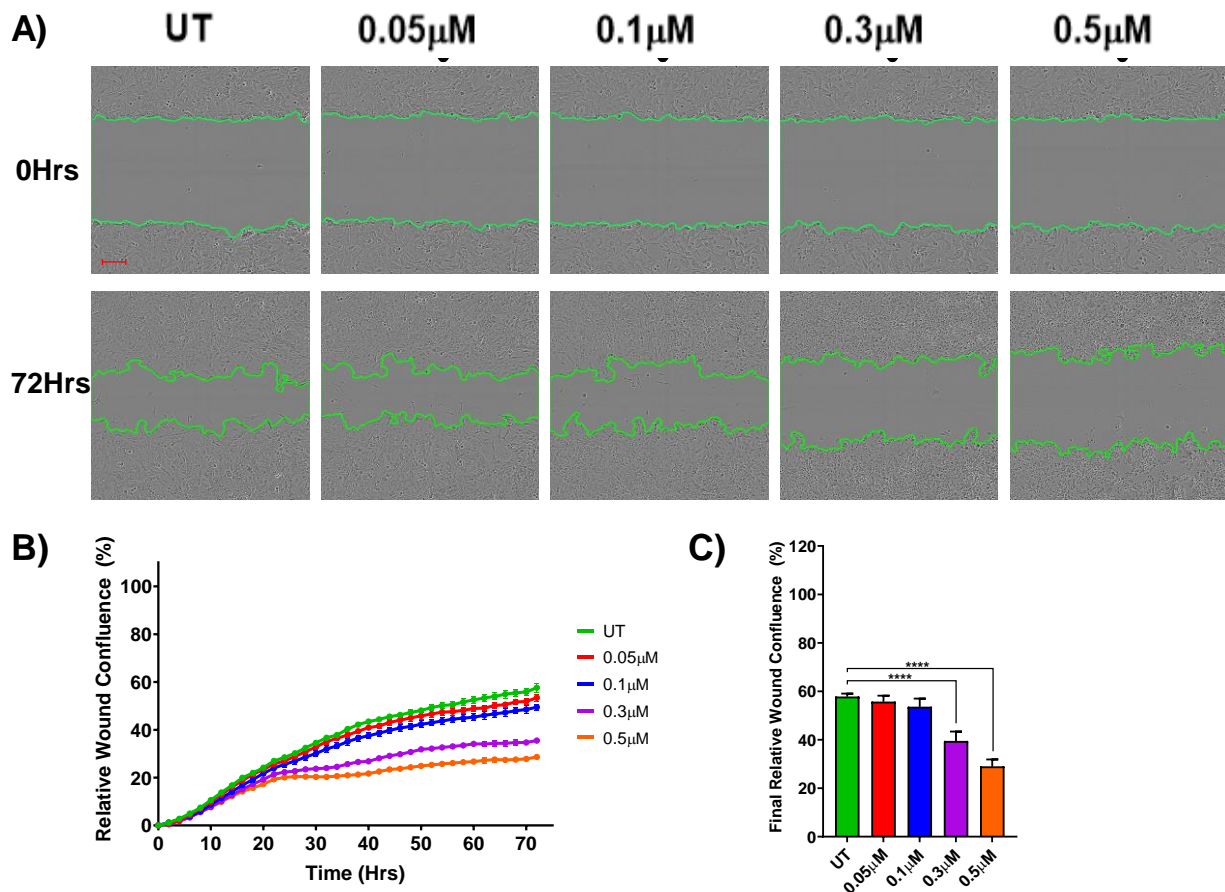 A)
UT 0.05μM 0.1μM 0.3μM 0.5μM
0Hrs
72Hrs
B)
Relative Wound Confluence (%)
100
80
60
40
20
0
0 10 20 30 40 50 60 70
Time (Hrs)
UT
0.05μM
0.1μM
0.3μM
0.5μM
C)
Final Relative Wound Confluence (%)
120
100
80
60
40
20
0
****
****
UT 0.05μM 0.1μM 0.3μM 0.5μM